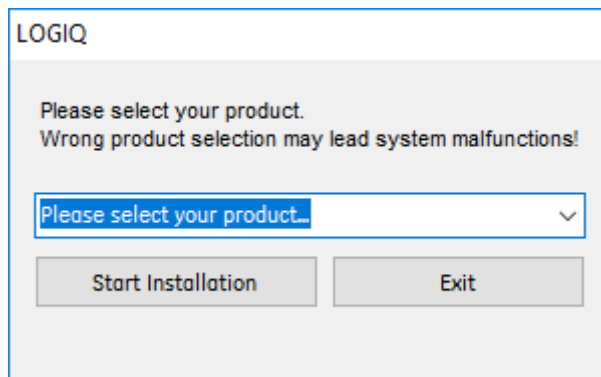 LOGIQ
Please select your product.
Wrong product selection may lead system malfunctions!
Please select your product...
Start Installation
Exit